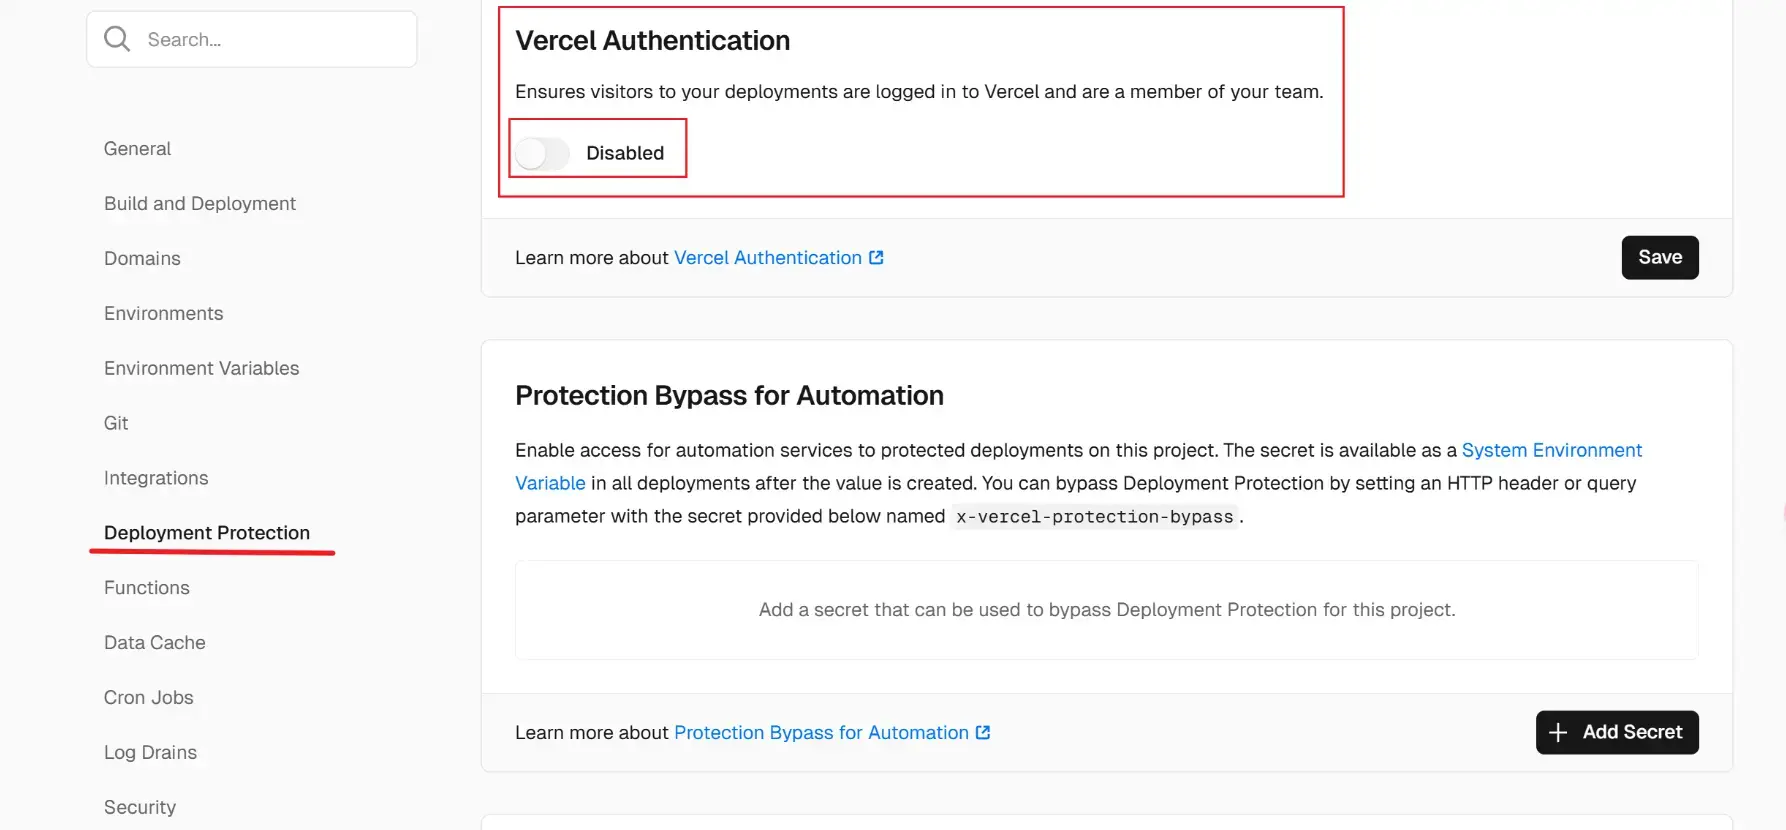 Search...
General
Build and Deployment
Domains
Environments
Environment Variables
Git
Integrations
Deployment Protection
Functions
Data Cache
Cron Jobs
Log Drains
Security
Vercel Authentication
Ensures visitors to your deployments are logged in to Vercel and are a member of your team.
Disabled
Learn more about Vercel Authentication
Save
Protection Bypass for Automation
Enable access for automation services to protected deployments on this project. The secret is available as a System Environment
Variable in all deployments after the value is created. You can bypass Deployment Protection by setting an HTTP header or query
parameter with the secret provided below named x-vercel-protection-bypass.
Add a secret that can be used to bypass Deployment Protection for this project.
Learn more about Protection Bypass for Automation
Add Secret